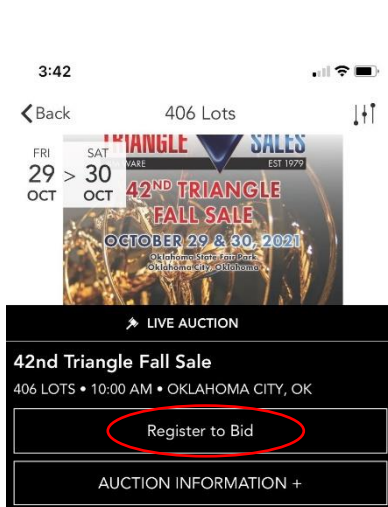 3:42
Back 406 Lots
FRI SAT
29 > 30
OCT OCT
TRIANGLE SALES
EST 1979
42ND TRIANGLE
FALL SALE
OCTOBER 29 & 30, 2021
Oklahoma State Fair Park
Oklahoma City, Oklahoma
LIVE AUCTION
42nd Triangle Fall Sale
406 LOTS • 10:00 AM • OKLAHOMA CITY, OK
Register to Bid
AUCTION INFORMATION +